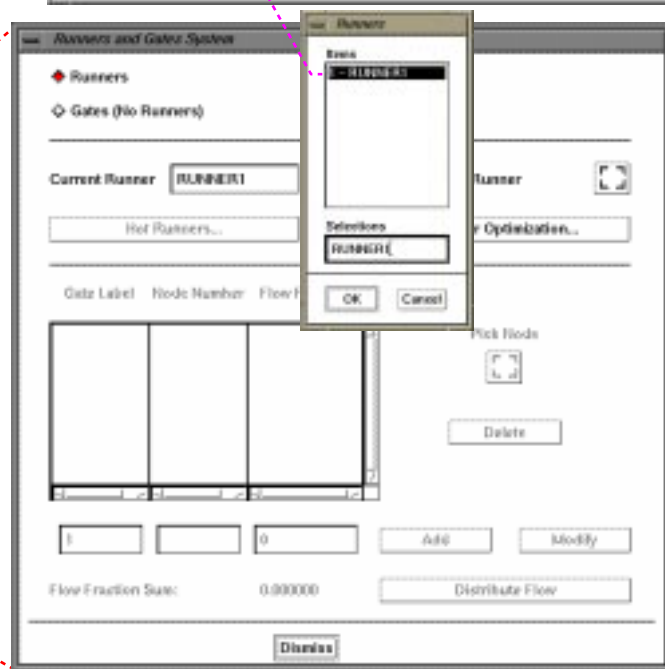 Runners and Gates System
Runners
Gates (No Runners)
Current Runner RUNNER1
Runner
Hot Runners...
r Optimization...
Gate Label Node Number Flow F
Pick Node
Delete
1 0 Add Modify
Flow Fraction Sum: 0.000000 Distribute Flow
Dismiss
Runners
Items
1 - RUNNER1
Selections
RUNNER1
OK Cancel